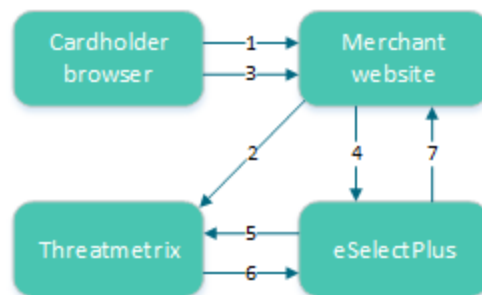 Cardholder
browser
1
3
Merchant
website
2
4
7
Threatmetrix
5
6
eSelectPlus